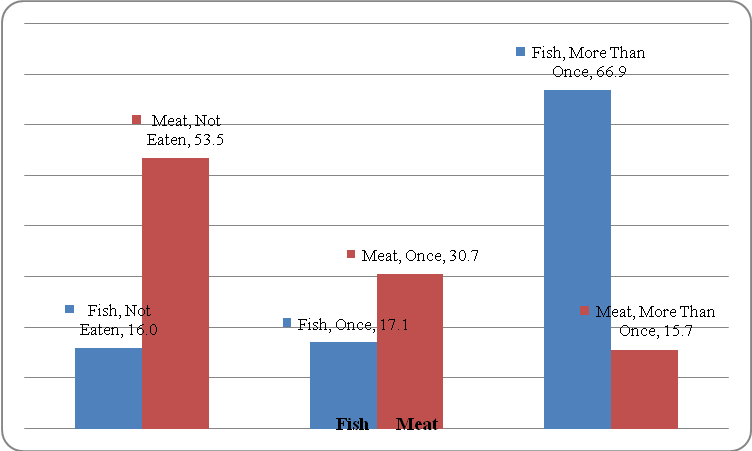 Fish, More Than
Once, 66.9
Meat, Not
Eaten, 53.5
Meat, Once, 30.7
Fish, Not
Eaten, 16.0
Fish, Once, 17.1
Meat, More Than
Once, 15.7
Fish Meat